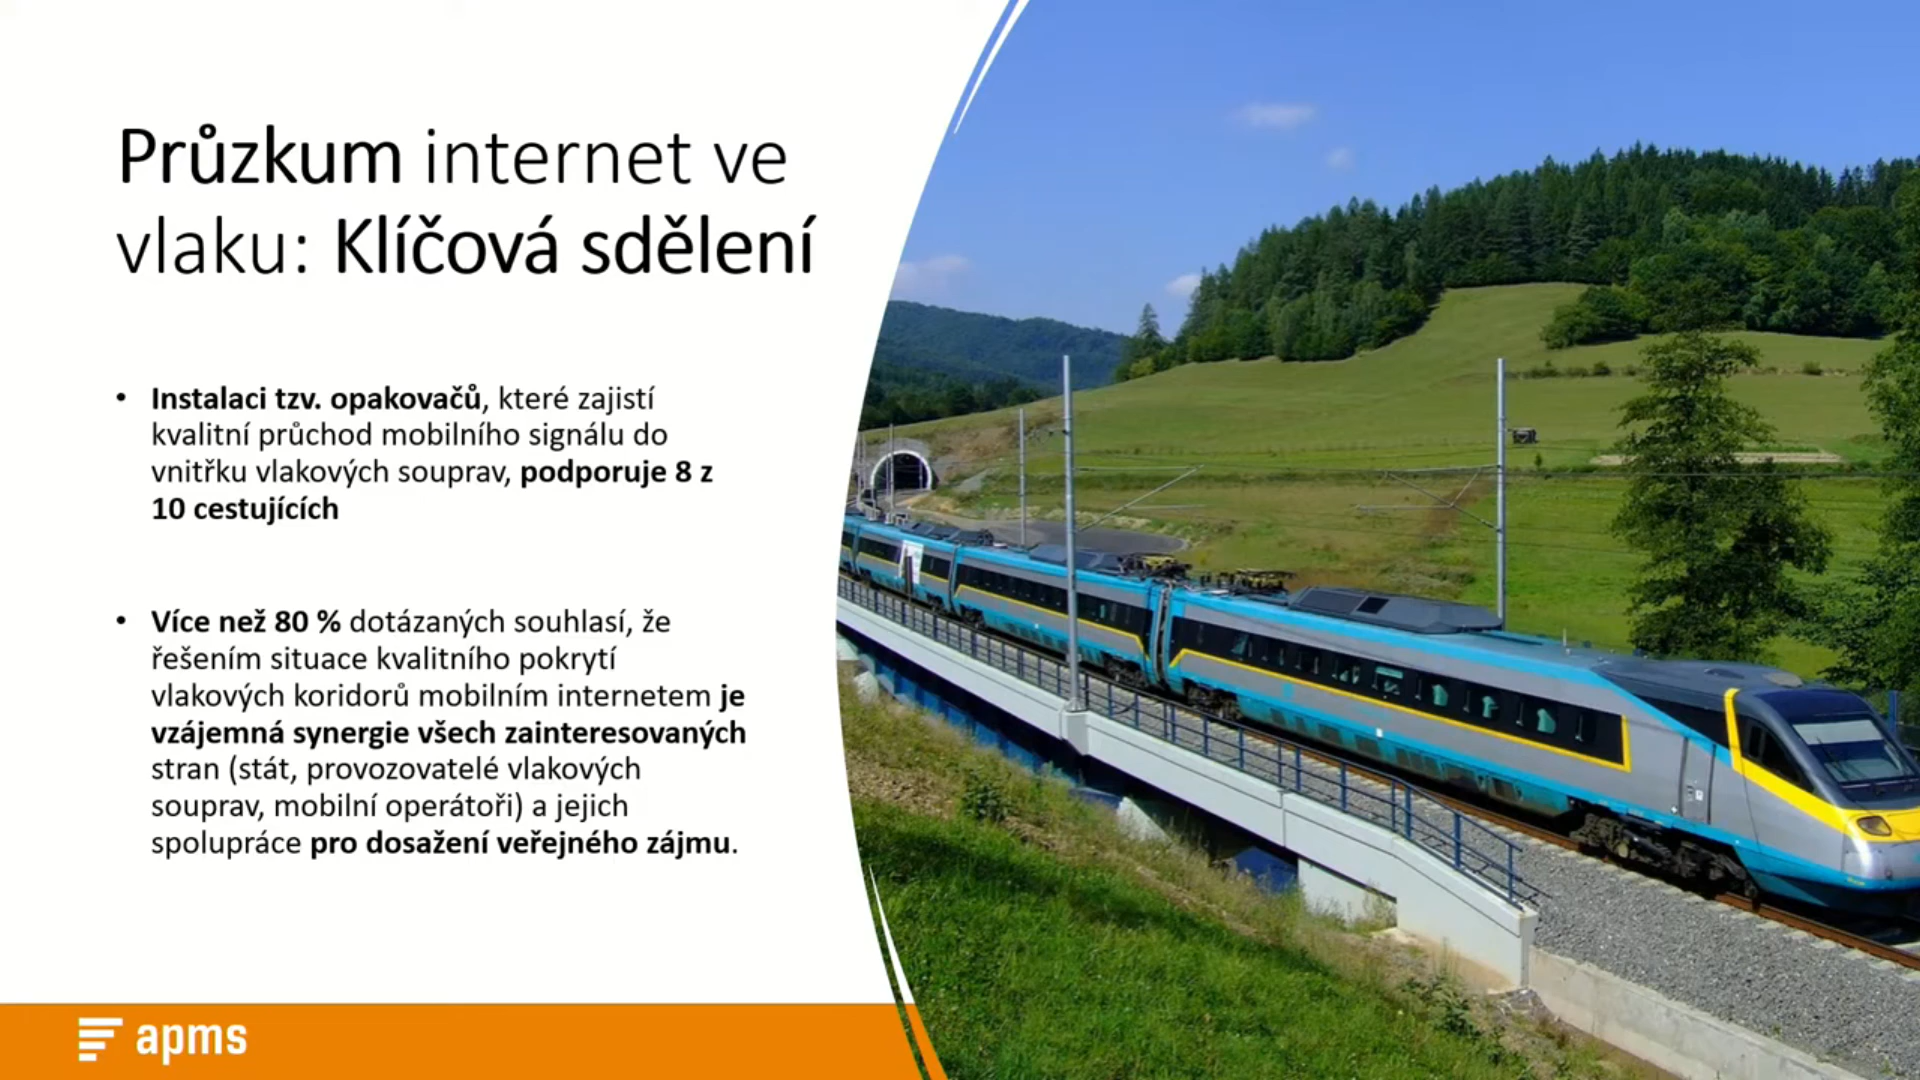 Průzkum internet ve
vlaku: Klíčová sdělení
• Instalaci tzv. opakovačů, které zajistí
kvalitní průchod mobilního signálu do
vnitřku vlakových souprav, podporuje 8 z
10 cestujících
• Více než 80 % dotázaných souhlasí, že
řešením situace kvalitního pokrytí
vlakových koridorů mobilním internetem je
vzájemná synergie všech zainteresovaných
stran (stát, provozovatelé vlakových
souprav, mobilní operátoři) a jejich
spolupráce pro dosažení veřejného zájmu.
apms